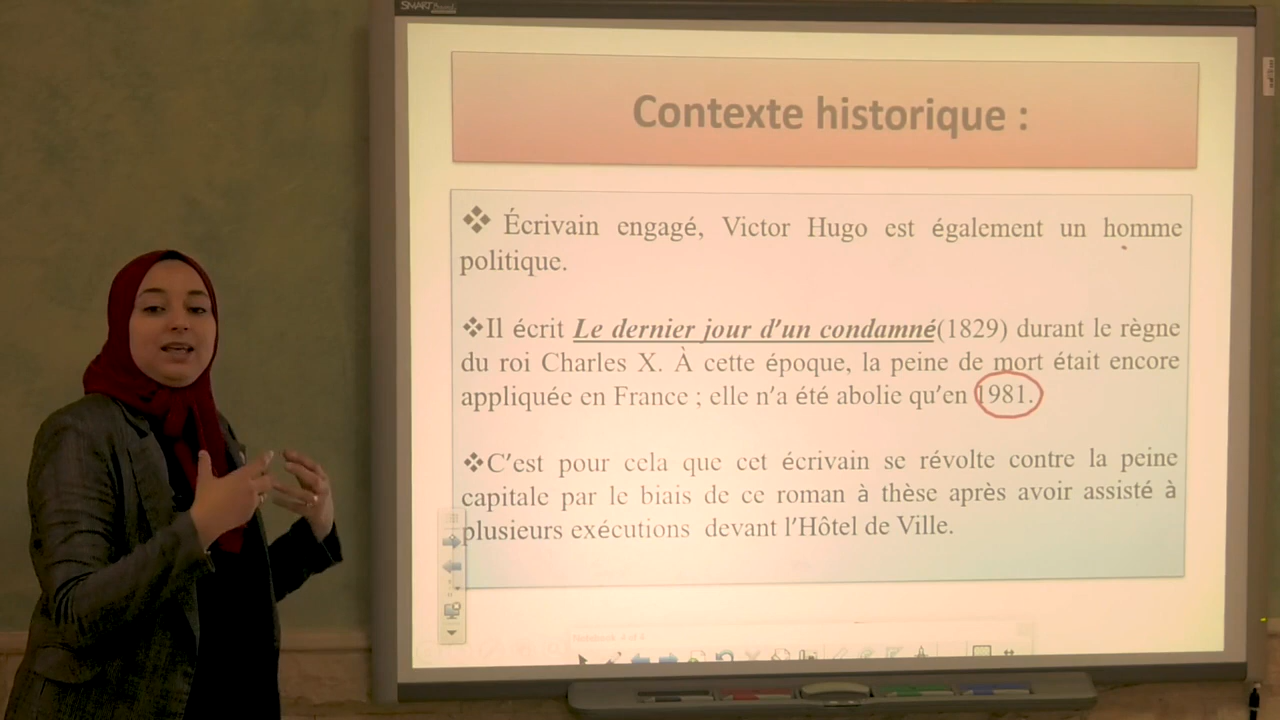 SMART Board
Contexte historique :
❖ Écrivain engagé, Victor Hugo est également un homme
politique.
❖Il écrit Le dernier jour d'un condamné(1829) durant le règne
du roi Charles X. À cette époque, la peine de mort était encore
appliquée en France ; elle n'a été abolie qu'en 1981.
❖C'est pour cela que cet écrivain se révolte contre la peine
capitale par le biais de ce roman à thèse après avoir assisté à
plusieurs exécutions devant l'Hôtel de Ville.